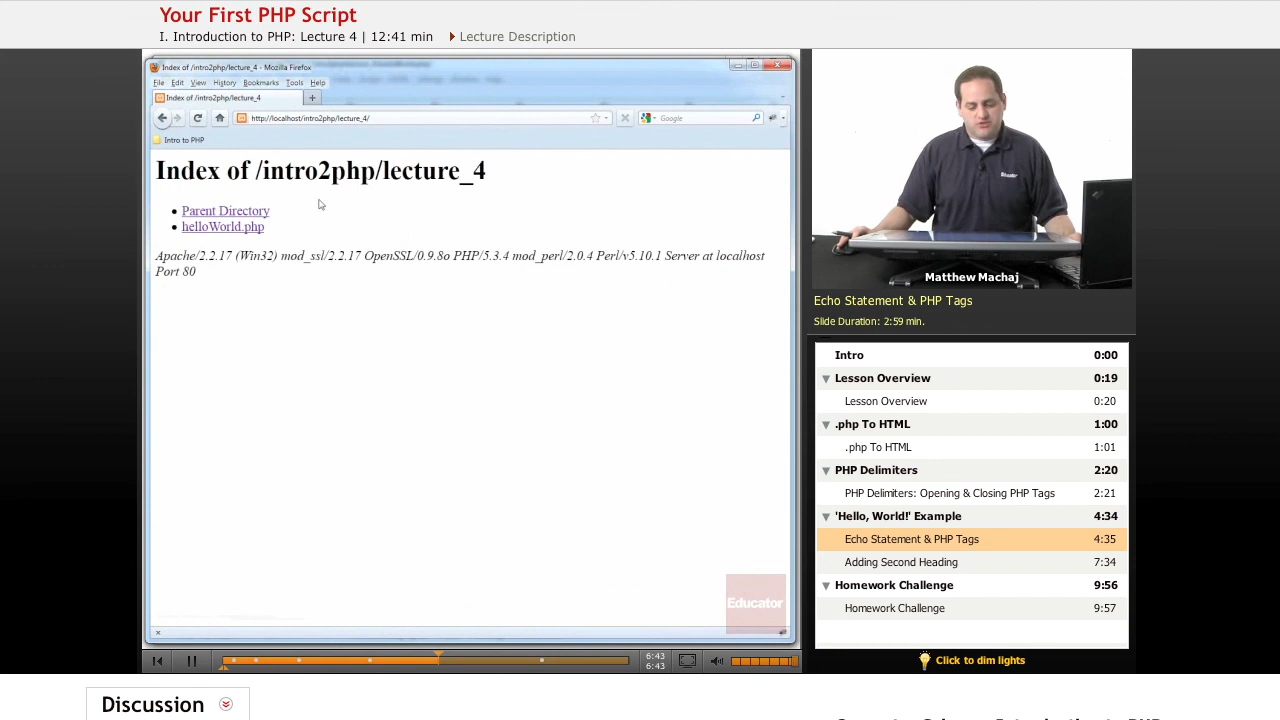 Your First PHP Script
I. Introduction to PHP: Lecture 4 | 12:41 min
Lecture Description
Index of /intro2php/lecture_4 - Mozilla Firefox
File Edit View History Bookmarks Tools Help
Index of /intro2php/lecture_4
http://localhost/intro2php/lecture_4/
Google
Intro to PHP
Index of /intro2php/lecture_4
Parent Directory
helloWorld.php
Apache/2.2.17 (Win32) mod_ssl/2.2.17 OpenSSL/0.9.8o PHP/5.3.4 mod_perl/2.0.4 Perl/v5.10.1 Server at localhost
Port 80
Educator
6:43
6:43
Educator
Matthew Machaj
Echo Statement & PHP Tags
Slide Duration: 2:59 min.
Intro 0:00
Lesson Overview 0:19
Lesson Overview 0:20
.php To HTML 1:00
.php To HTML 1:01
PHP Delimiters 2:20
PHP Delimiters: Opening & Closing PHP Tags 2:21
'Hello, World!' Example 4:34
Echo Statement & PHP Tags 4:35
Adding Second Heading 7:34
Homework Challenge 9:56
Homework Challenge 9:57
Click to dim lights
Discussion